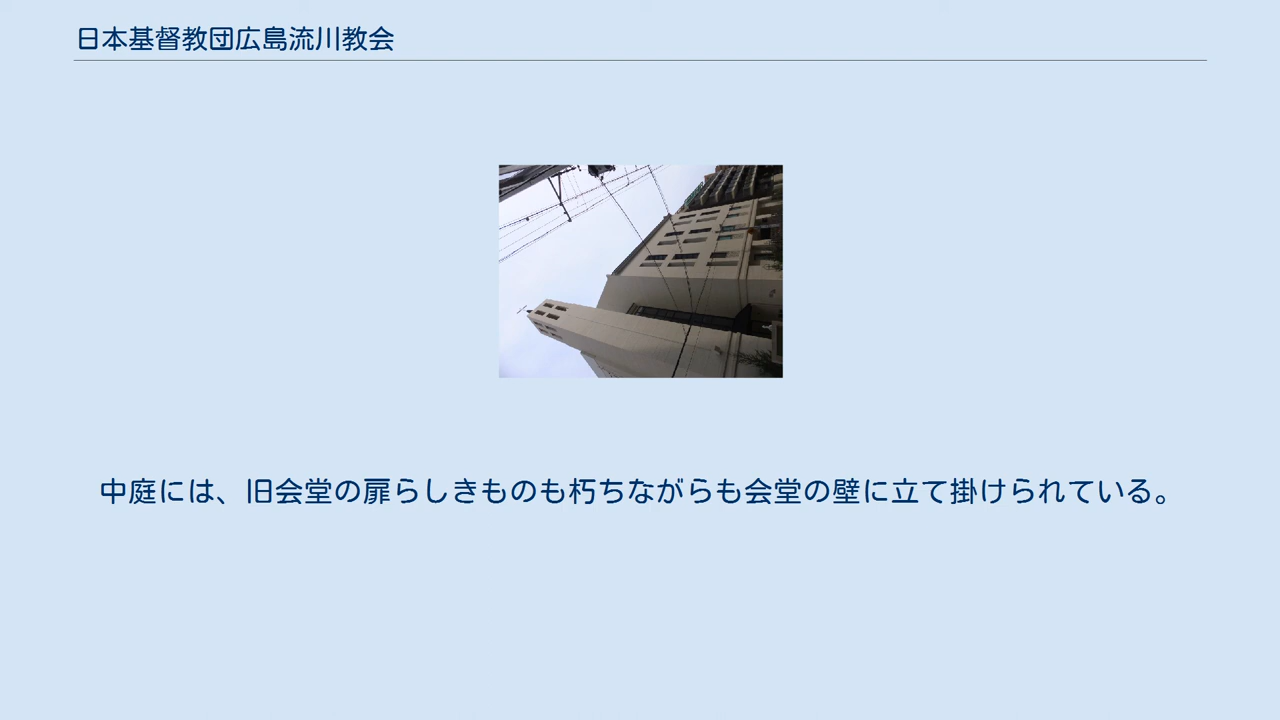 日本基督教団広島流川教会
中庭には、旧会堂の扉らしきものも朽ちながらも会堂の壁に立て掛けられている。